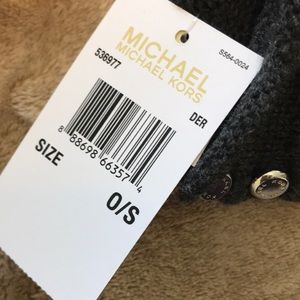 MICHAEL
MICHAEL KORS
536977
S564-0024
DER
8 88698 66357 4
SIZE
O/S